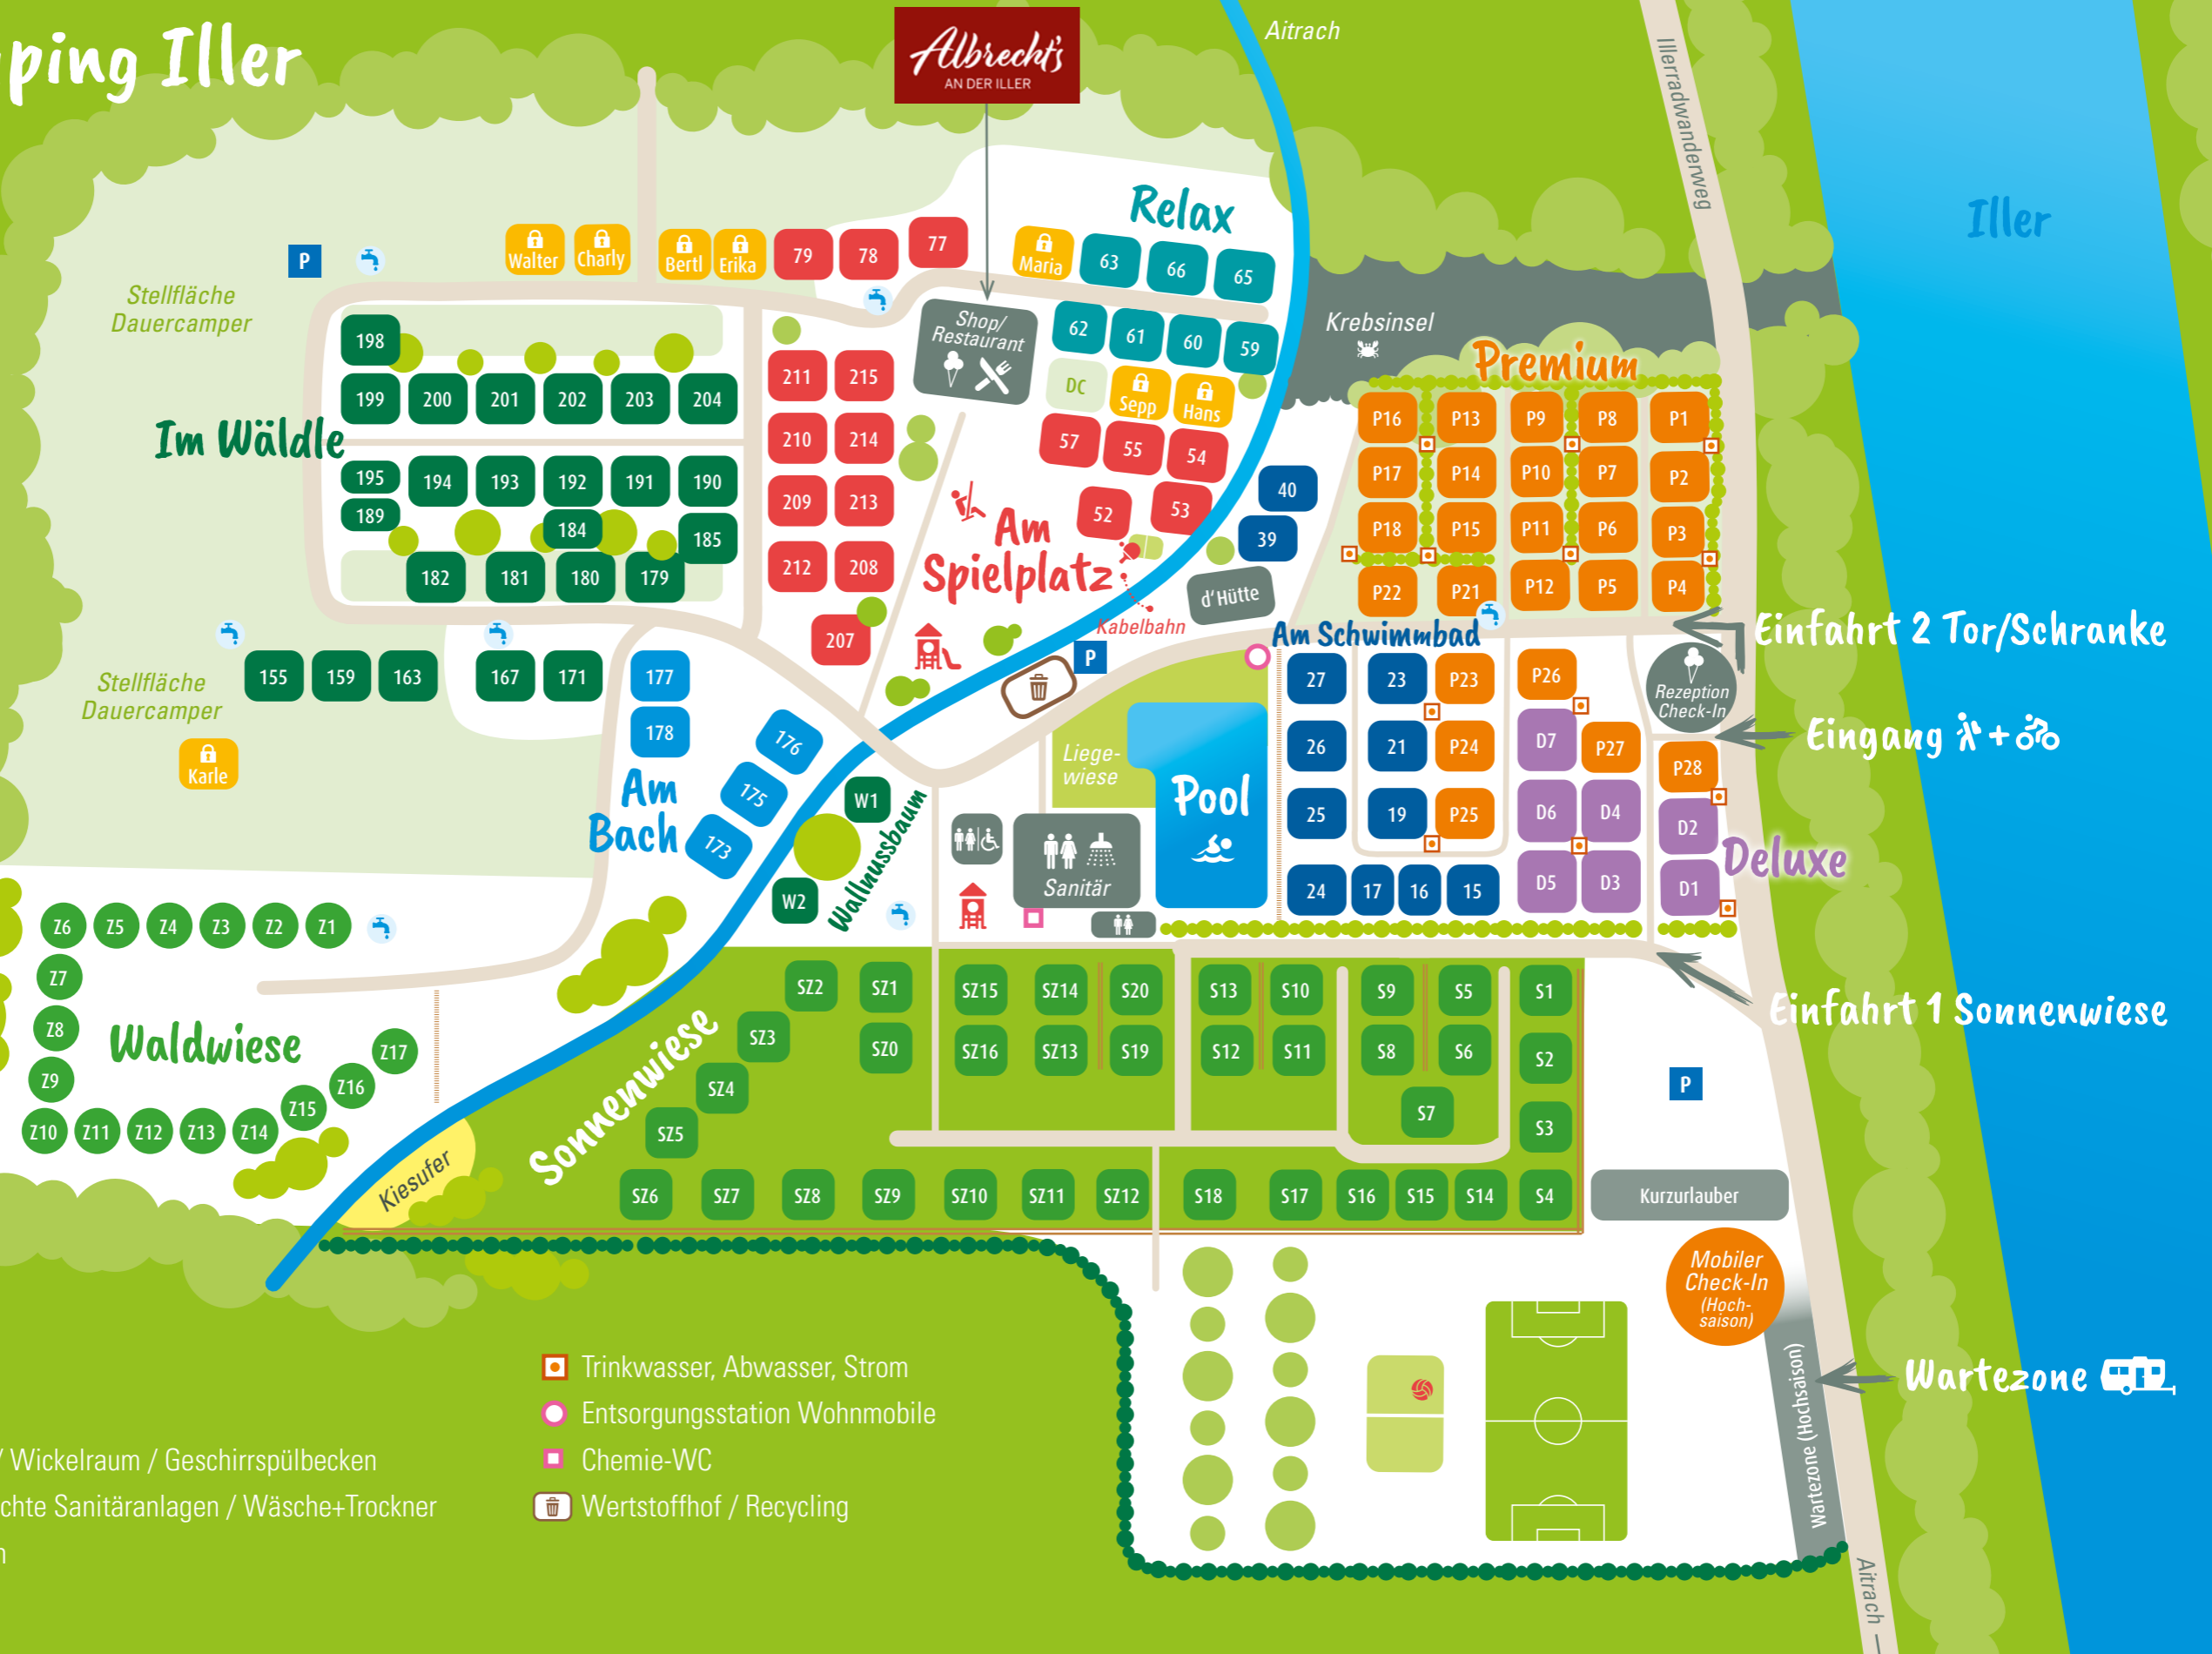 ping Iller
Albrecht's
AN DER ILLER
Aitrach
Illerradwanderweg
Iller
Relax
Walter
Charly
Bertl
Erika
79
78
77
Maria
63
66
65
P
Stellfläche
Dauercamper
198
Shop/
Restaurant
62
61
60
59
Krebsinsel
DC
Sepp
Hans
Premium
199
200
201
202
203
204
211
215
Im Wäldle
210
214
57
55
54
195
194
193
192
191
190
189
184
185
209
213
52
53
40
39
182
181
180
179
212
208
207
Am
Spielplatz
Kabelbahn
d'Hütte
P
P16
P13
P9
P8
P1
P17
P14
P10
P7
P2
P18
P15
P11
P6
P3
P22
P21
P12
P5
P4
Einfahrt 2 Tor/Schranke
Am Schwimmbad
155
159
163
167
171
177
178
Stellfläche
Dauercamper
Karle
Am
Bach
176
175
173
W1
W2
Wallnussbaum
Liege-
wiese
Pool
Sanitär
27
23
P23
P26
Rezeption
Check-In
Eingang
+
26
21
P24
D7
P27
P28
25
19
P25
D6
D4
D2
Deluxe
24
17
16
15
D5
D3
D1
Z6
Z5
Z4
Z3
Z2
Z1
Z7
Z8
Z9
Z10
Z11
Z12
Z13
Z14
Z15
Z16
Z17
Waldwiese
Kiesufer
Sonnenwiese
SZ2
SZ1
SZ15
SZ14
S20
S13
S10
S9
S5
S1
SZ3
SZ0
SZ16
SZ13
S19
S12
S11
S8
S6
S2
SZ4
SZ5
S7
S3
SZ6
SZ7
SZ8
SZ9
SZ10
SZ11
SZ12
S18
S17
S16
S15
S14
S4
Einfahrt 1 Sonnenwiese
P
Kurzurlauber
Mobiler
Check-In
(Hoch-
saison)
Wartezone
Wartezone (Hochsaison)
Aitrach
Trinkwasser, Abwasser, Strom
Entsorgungsstation Wohnmobile
Chemie-WC
Wertstoffhof / Recycling
/ Wickelraum / Geschirrspülbecken
chte Sanitäranlagen / Wäsche+Trockner
n